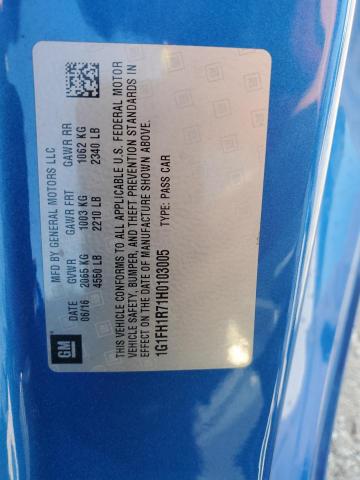 MFD BY GENERAL MOTORS LLC
DATE GVWR GAWR FRT GAWR RR
06/16 2065 KG 1003 KG 1062 KG
4550 LB 2210 LB 2340 LB
THIS VEHICLE CONFORMS TO ALL APPLICABLE U.S. FEDERAL MOTOR
VEHICLE SAFETY, BUMPER, AND THEFT PREVENTION STANDARDS IN
EFFECT ON THE DATE OF MANUFACTURE SHOWN ABOVE.
1G1FH1R71H0103005 TYPE: PASS CAR
GM